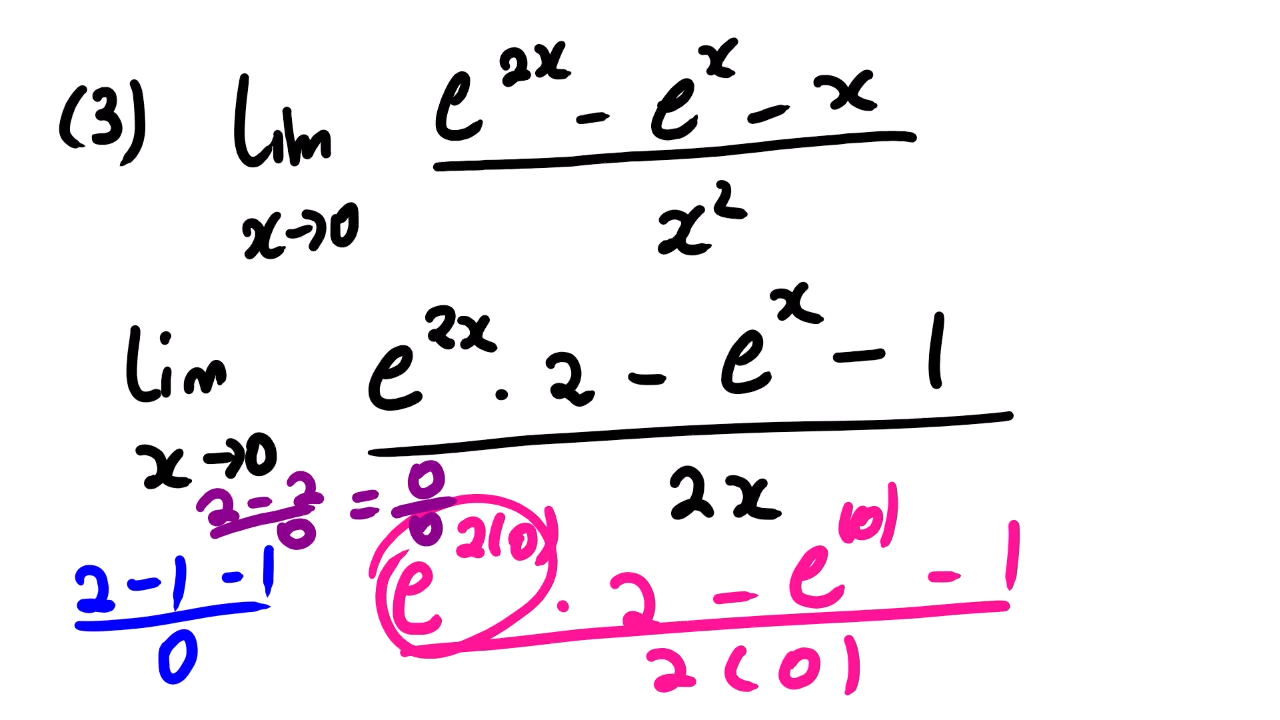 (3) lim x→0 (e^{2x} - e^x - x) / x^2
lim x→0 (e^{2x} . 2 - e^x - 1) / 2x
(2-2)/0 = 0/0
(2-1-1)/0
(e^{2(0)} . 2 - e^{(0)} - 1) / 2(0)